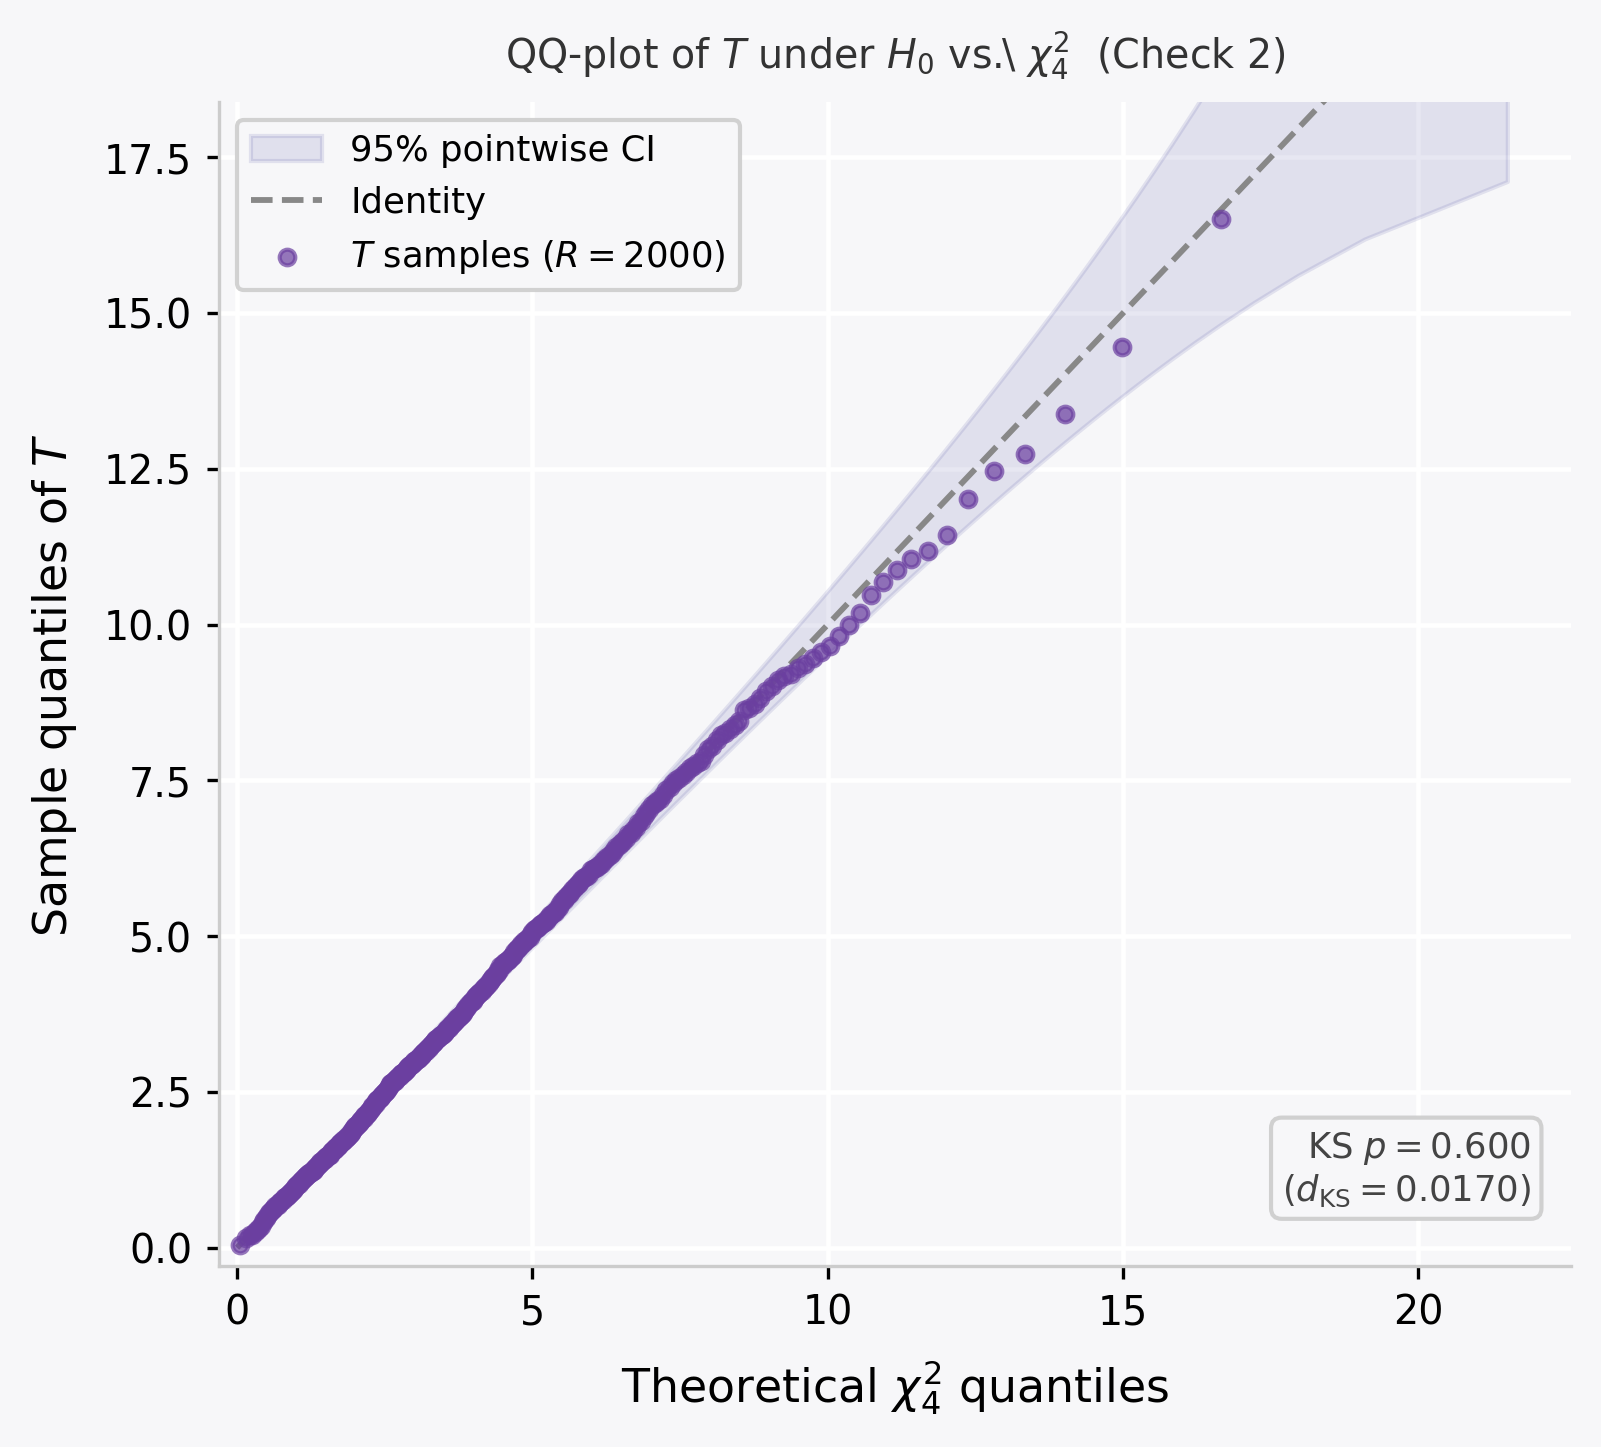 QQ-plot of T under H₀ vs.\ χ²₄ (Check 2)
95% pointwise CI
Identity
T samples (R = 2000)
17.5
15.0
12.5
10.0
7.5
5.0
2.5
0.0
Sample quantiles of T
KS p = 0.600
(d_KS = 0.0170)
0 5 10 15 20
Theoretical χ²₄ quantiles